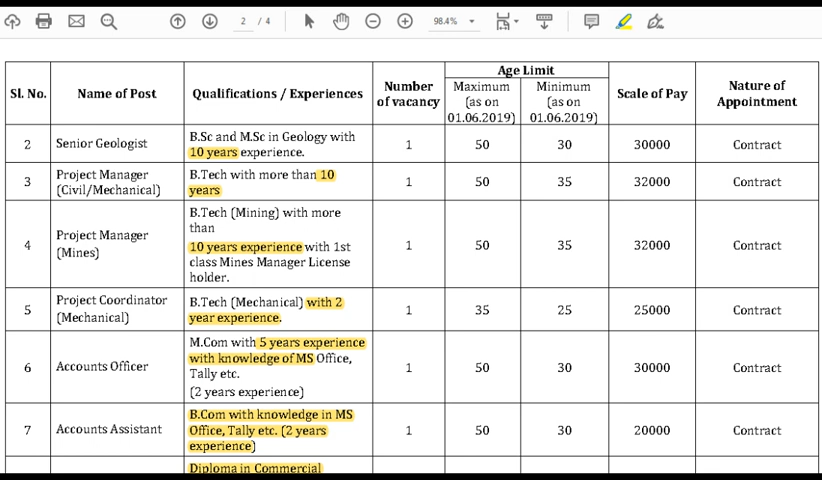 2 / 4
98.4%
Sl. No.
Name of Post
Qualifications / Experiences
Number
of vacancy
Age Limit
Maximum
(as on
01.06.2019)
Minimum
(as on
01.06.2019)
Scale of Pay
Nature of
Appointment
2
Senior Geologist
B.Sc and M.Sc in Geology with
10 years experience.
1
50
30
30000
Contract
3
Project Manager
(Civil/Mechanical)
B.Tech with more than 10
years
1
50
35
32000
Contract
4
Project Manager
(Mines)
B.Tech (Mining) with more
than
10 years experience with 1st
class Mines Manager License
holder.
1
50
35
32000
Contract
5
Project Coordinator
(Mechanical)
B.Tech (Mechanical) with 2
year experience.
1
35
25
25000
Contract
6
Accounts Officer
M.Com with 5 years experience
with knowledge of MS Office,
Tally etc.
(2 years experience)
1
50
30
30000
Contract
7
Accounts Assistant
B.Com with knowledge in MS
Office, Tally etc. (2 years
experience)
1
50
30
20000
Contract
Diploma in Commercial